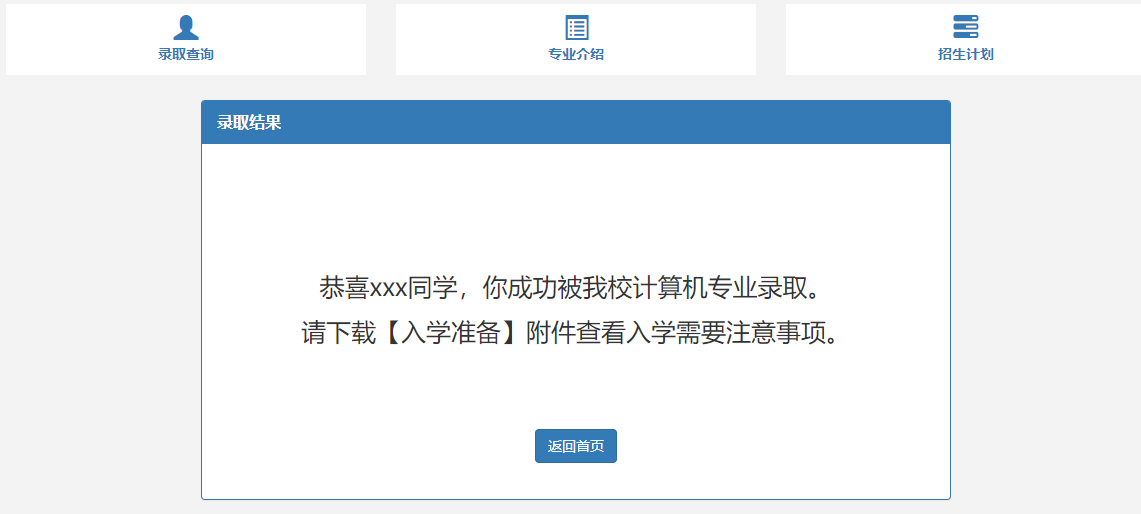 录取查询
专业介绍
招生计划
录取结果
恭喜xxx同学，你成功被我校计算机专业录取。
请下载【入学准备】附件查看入学需要注意事项。
返回首页